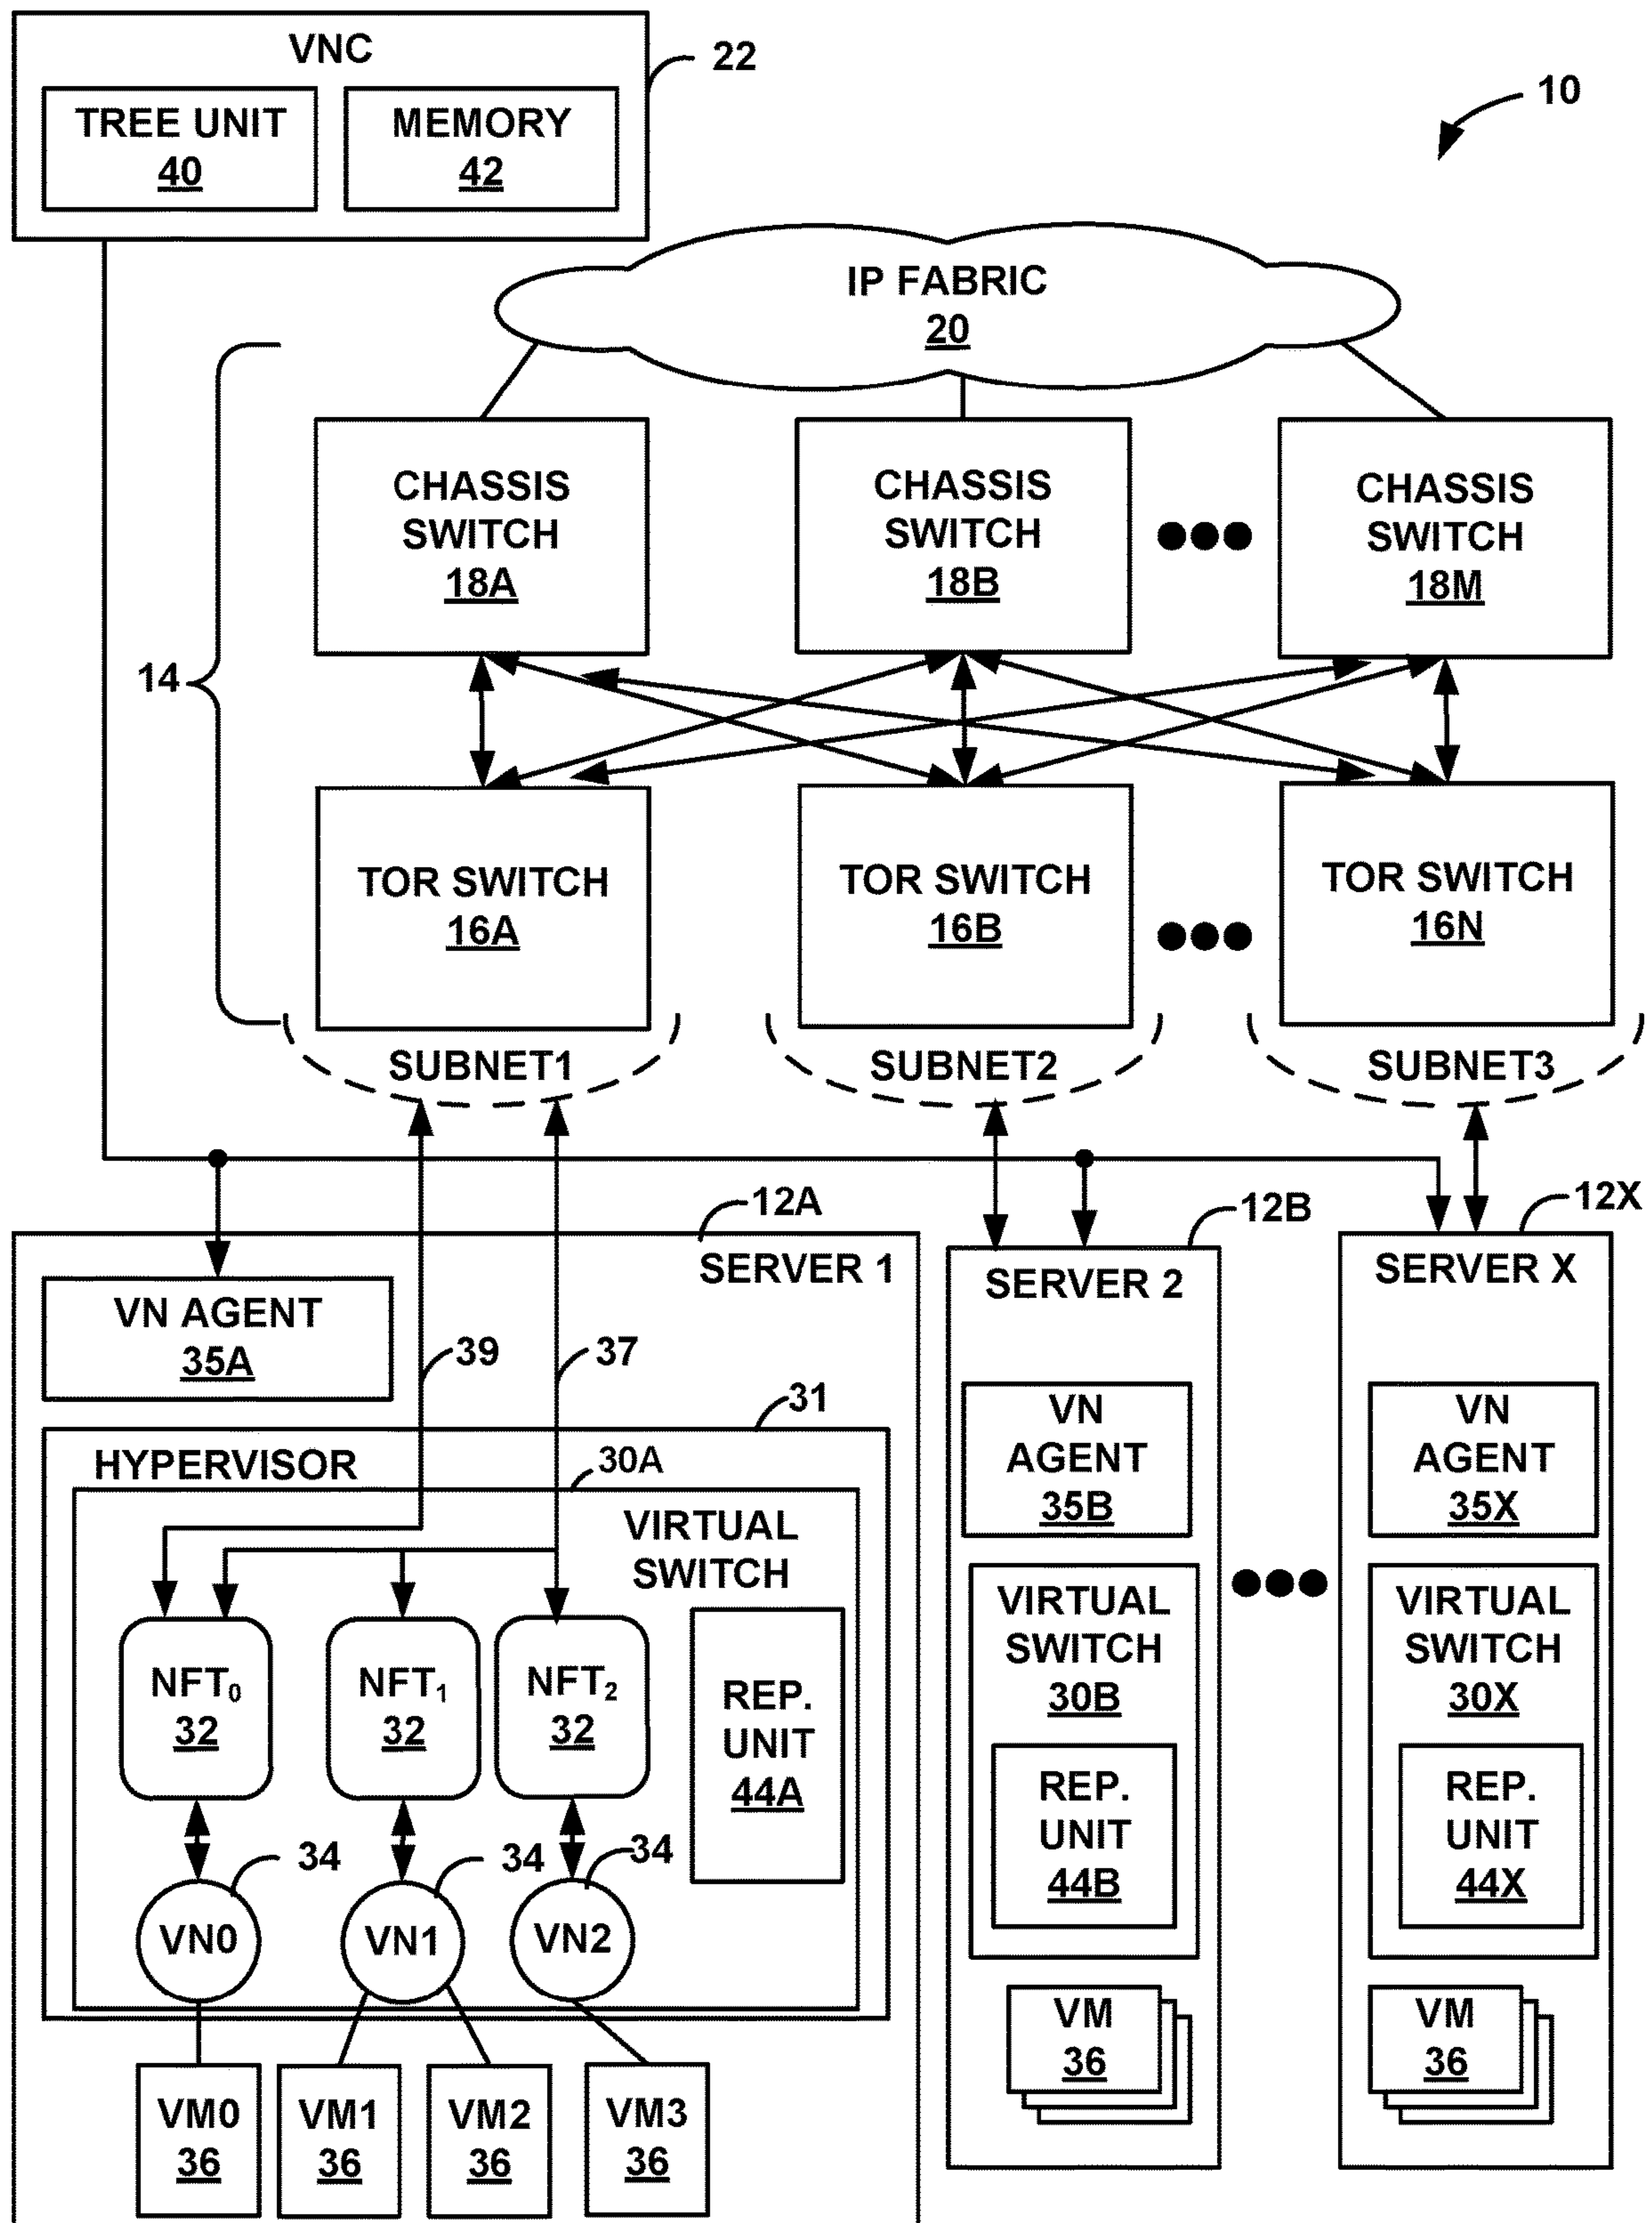 VNC
22
TREE UNIT
40
MEMORY
42
10
IP FABRIC
20
CHASSIS
SWITCH
18A
CHASSIS
SWITCH
18B
CHASSIS
SWITCH
18M
14
TOR SWITCH
16A
TOR SWITCH
16B
TOR SWITCH
16N
SUBNET1
SUBNET2
SUBNET3
12A
12B
12X
SERVER 1
VN AGENT
35A
39
37
31
HYPERVISOR
30A
VIRTUAL
SWITCH
NFT0
32
NFT1
32
NFT2
32
REP.
UNIT
44A
34
34
34
VN0
VN1
VN2
VM0
36
VM1
36
VM2
36
VM3
36
SERVER 2
VN
AGENT
35B
VIRTUAL
SWITCH
30B
REP.
UNIT
44B
VM
36
SERVER X
VN
AGENT
35X
VIRTUAL
SWITCH
30X
REP.
UNIT
44X
VM
36